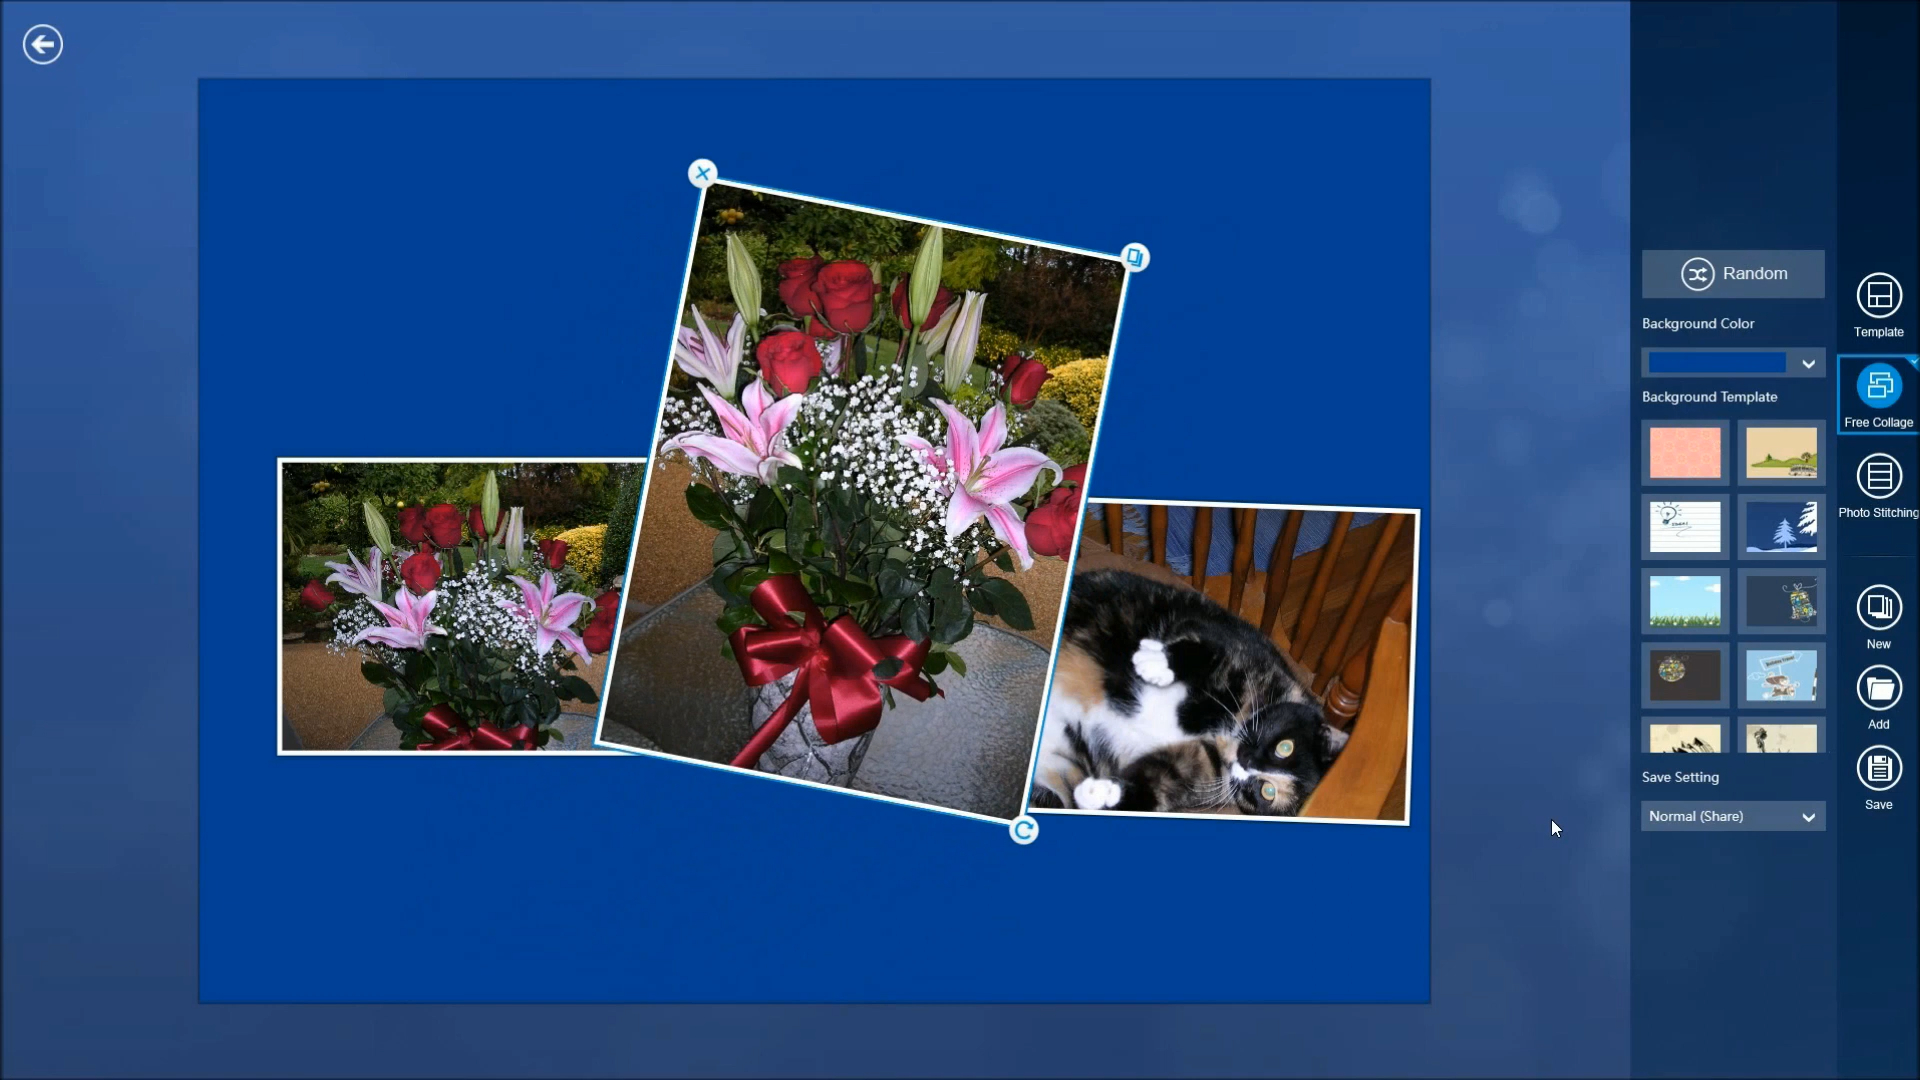 Random
Background Color
Background Template
Save Setting
Normal (Share)
Template
Free Collage
Photo Stitching
New
Add
Save